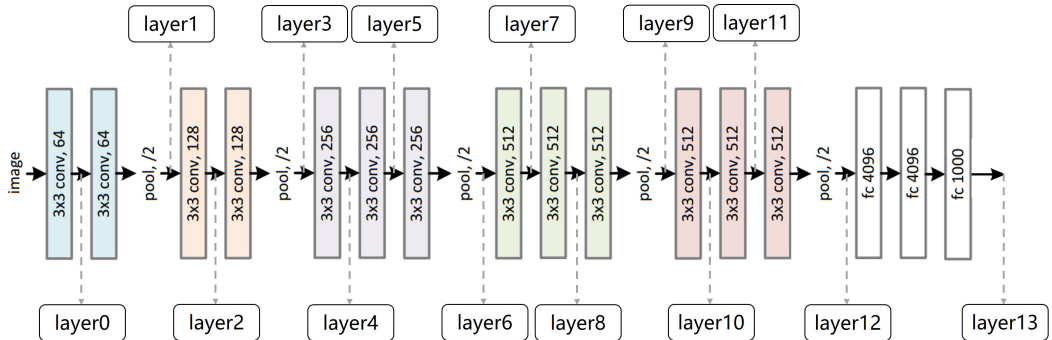 layer1
layer3
layer5
layer7
layer9
layer11
image
3x3 conv, 64
3x3 conv, 64
pool, /2
3x3 conv, 128
3x3 conv, 128
pool, /2
3x3 conv, 256
3x3 conv, 256
3x3 conv, 256
pool, /2
3x3 conv, 512
3x3 conv, 512
3x3 conv, 512
pool, /2
3x3 conv, 512
3x3 conv, 512
3x3 conv, 512
pool, /2
fc 4096
fc 4096
fc 1000
layer0
layer2
layer4
layer6
layer8
layer10
layer12
layer13